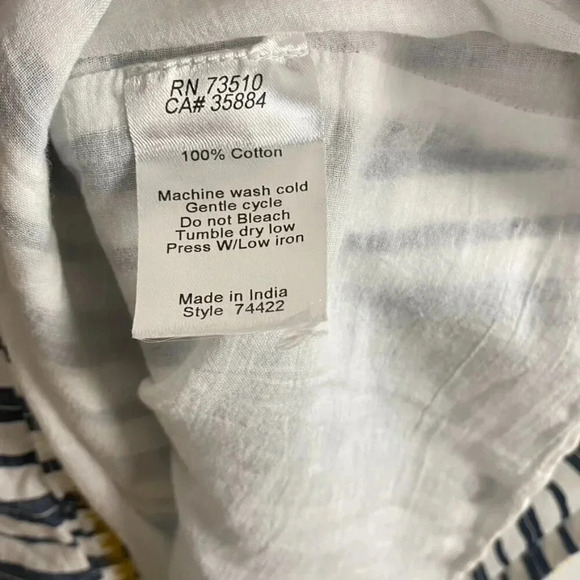 RN 73510
CA# 35884
100% Cotton
Machine wash cold
Gentle cycle
Do not Bleach
Tumble dry low
Press W/Low iron
Made in India
Style 74422